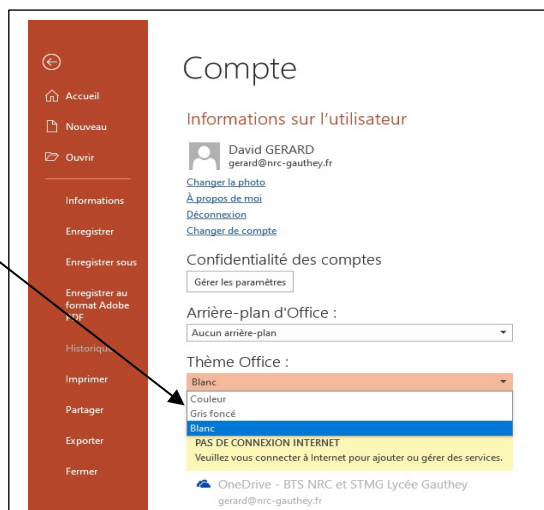 Accueil
Nouveau
Ouvrir
Informations
Enregistrer
Enregistrer sous
Enregistrer au
format Adobe
PDF
Historique
Imprimer
Partager
Exporter
Fermer
Compte
Informations sur l'utilisateur
David GERARD
gerard@nrc-gauthey.fr
Changer la photo
À propos de moi
Déconnexion
Changer de compte
Confidentialité des comptes
Gérer les paramètres
Arrière-plan d'Office :
Aucun arrière-plan
Thème Office :
Blanc
Couleur
Gris foncé
Blanc
PAS DE CONNEXION INTERNET
Veuillez vous connecter à Internet pour ajouter ou gérer des services.
OneDrive - BTS NRC et STMG Lycée Gauthey
gerard@nrc-gauthey.fr